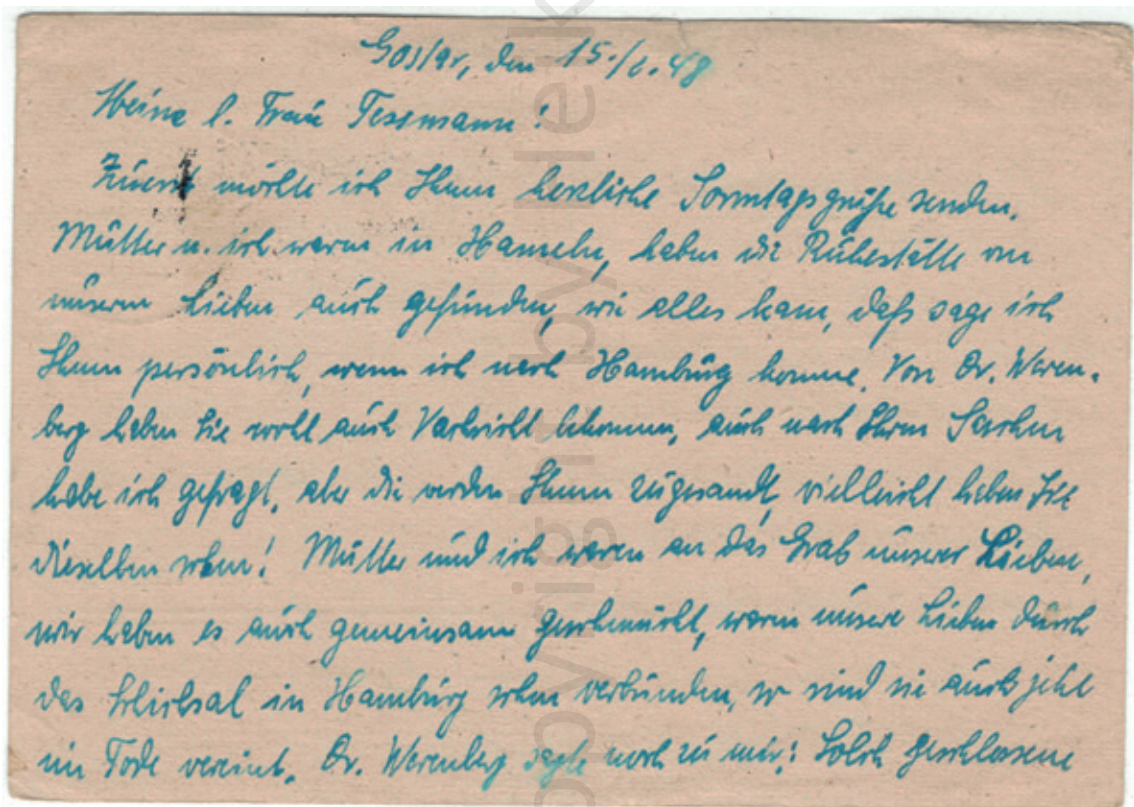 Goslar, den 15./2. 48
Meine l. Frau Tessmann!
Zuerst möchte ich Ihnen herzliche Sonntagsgrüße senden.
Mutter u. ich waren in Hameln, haben die Ruhestätte von
unseren Lieben auch gefunden, wie alles kam, daß sage ich
Ihnen persönlich, wenn ich nach Hamburg komme. Von Dr. Weren-
berg haben Sie wohl auch Nachricht bekommen, auch nach Ihren Sachen
habe ich gefragt, aber die werden Ihnen zugesandt, vielleicht haben Sie
dieselben schon! Mutter und ich waren an das Grab unserer Lieben,
wir haben es auch gemeinsam geschmückt, waren unsere Lieben durch
das Schicksal in Hamburg schon verbunden, so sind sie auch jetzt
im Tode vereint. Dr. Werenberg sagte noch zu mir: Solch geschlossene